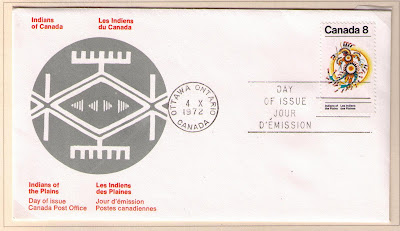 Indians
of Canada
Les Indiens
du Canada
Canada 8
Indians of
the Plains
Les Indiens
des Plaines
OTTAWA ONTARIO
4 X
1972
CANADA
DAY
OF ISSUE
JOUR
D'ÉMISSION
Indians of
the Plains
Les Indiens
des Plaines
Day of issue
Canada Post Office
Jour d'émission
Postes canadiennes